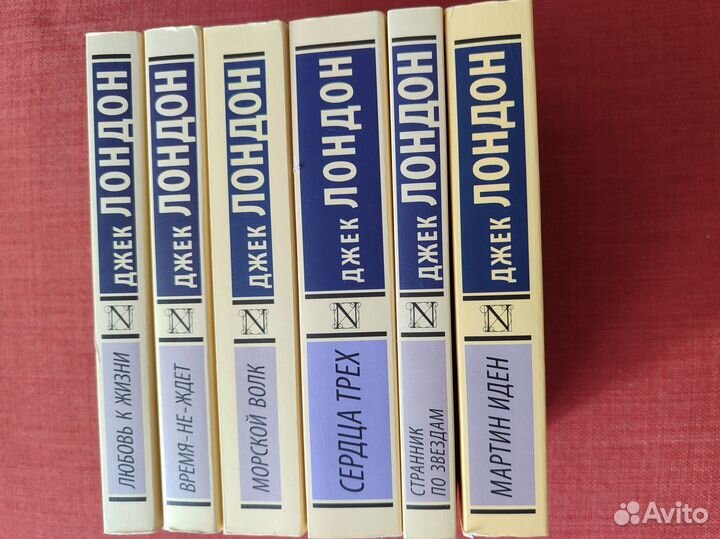 ДЖЕК ЛОНДОН
ЛЮБОВЬ К ЖИЗНИ
ДЖЕК ЛОНДОН
ВРЕМЯ-НЕ-ЖДЕТ
ДЖЕК ЛОНДОН
МОРСКОЙ ВОЛК
ДЖЕК ЛОНДОН
СЕРДЦА ТРЕХ
ДЖЕК ЛОНДОН
СТРАННИК
ПО ЗВЕЗДАМ
ДЖЕК ЛОНДОН
МАРТИН ИДЕН
Avito